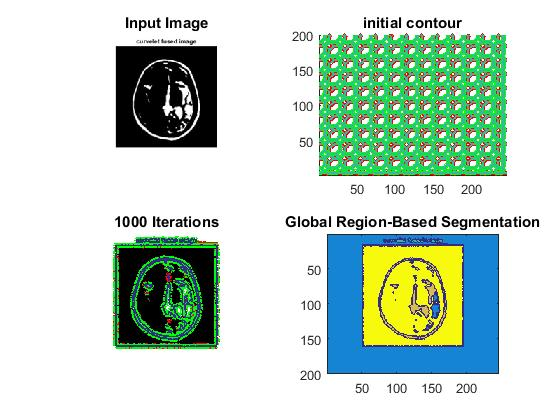 Input Image
curvelet fused image
initial contour
200
150
100
50
50 100 150 200
1000 Iterations
Global Region-Based Segmentation
50
100
150
200
50 100 150 200